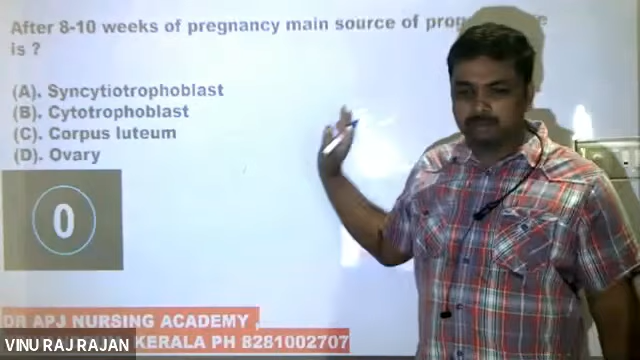 After 8-10 weeks of pregnancy main source of
is ?
(A). Syncytiotrophoblast
(B). Cytotrophoblast
(C). Corpus luteum
(D). Ovary
0
DR APJ NURSING ACADEMY ,
KERALA PH 8281002707
VINU RAJ RAJAN